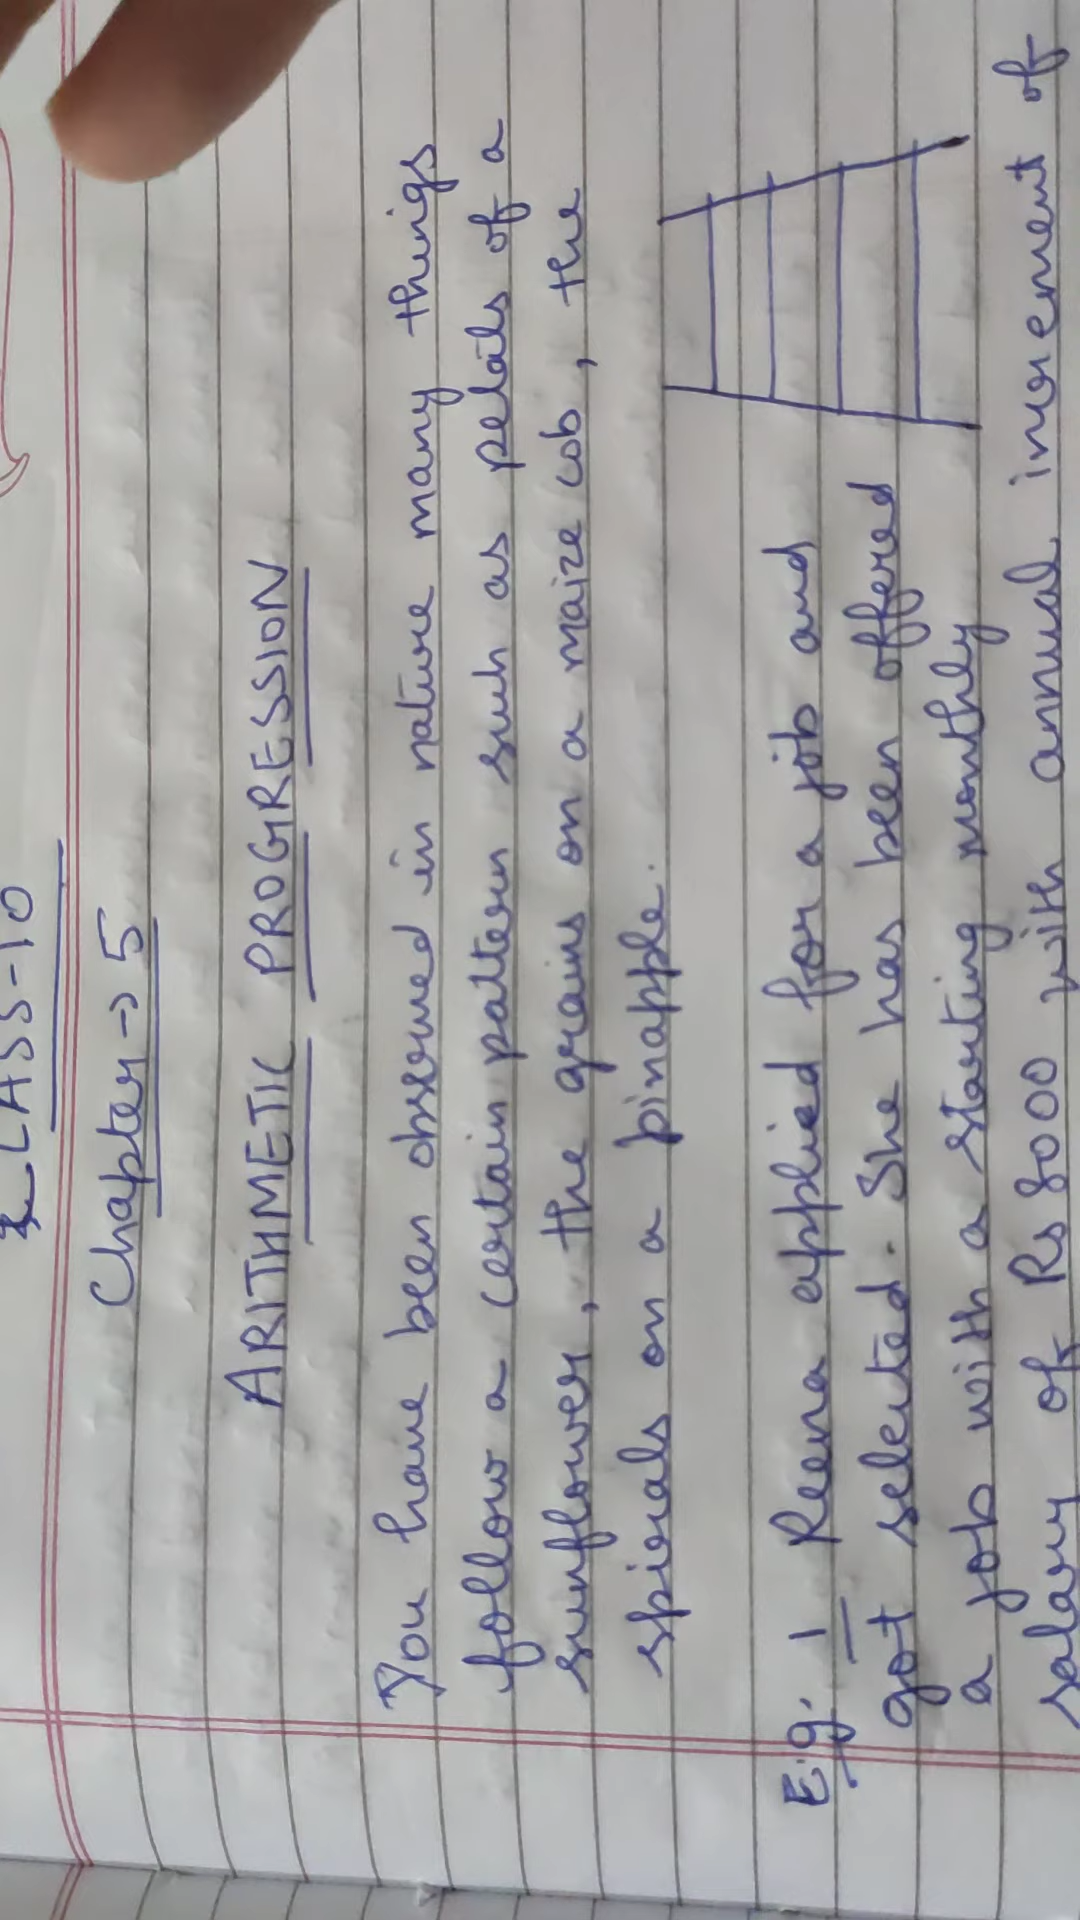 CLASS-10
Chapter → 5
ARITHMETIC PROGRESSION
You have been observed in nature many things
follow a certain pattern such as petals of a
sunflower, the grains on a maize cob, the
spirals on a pinapple.
E.g. 1 Reena applied for a job and
got selected. She has been offered
a job with a starting monthly
salary of Rs 8000 with annual increment of